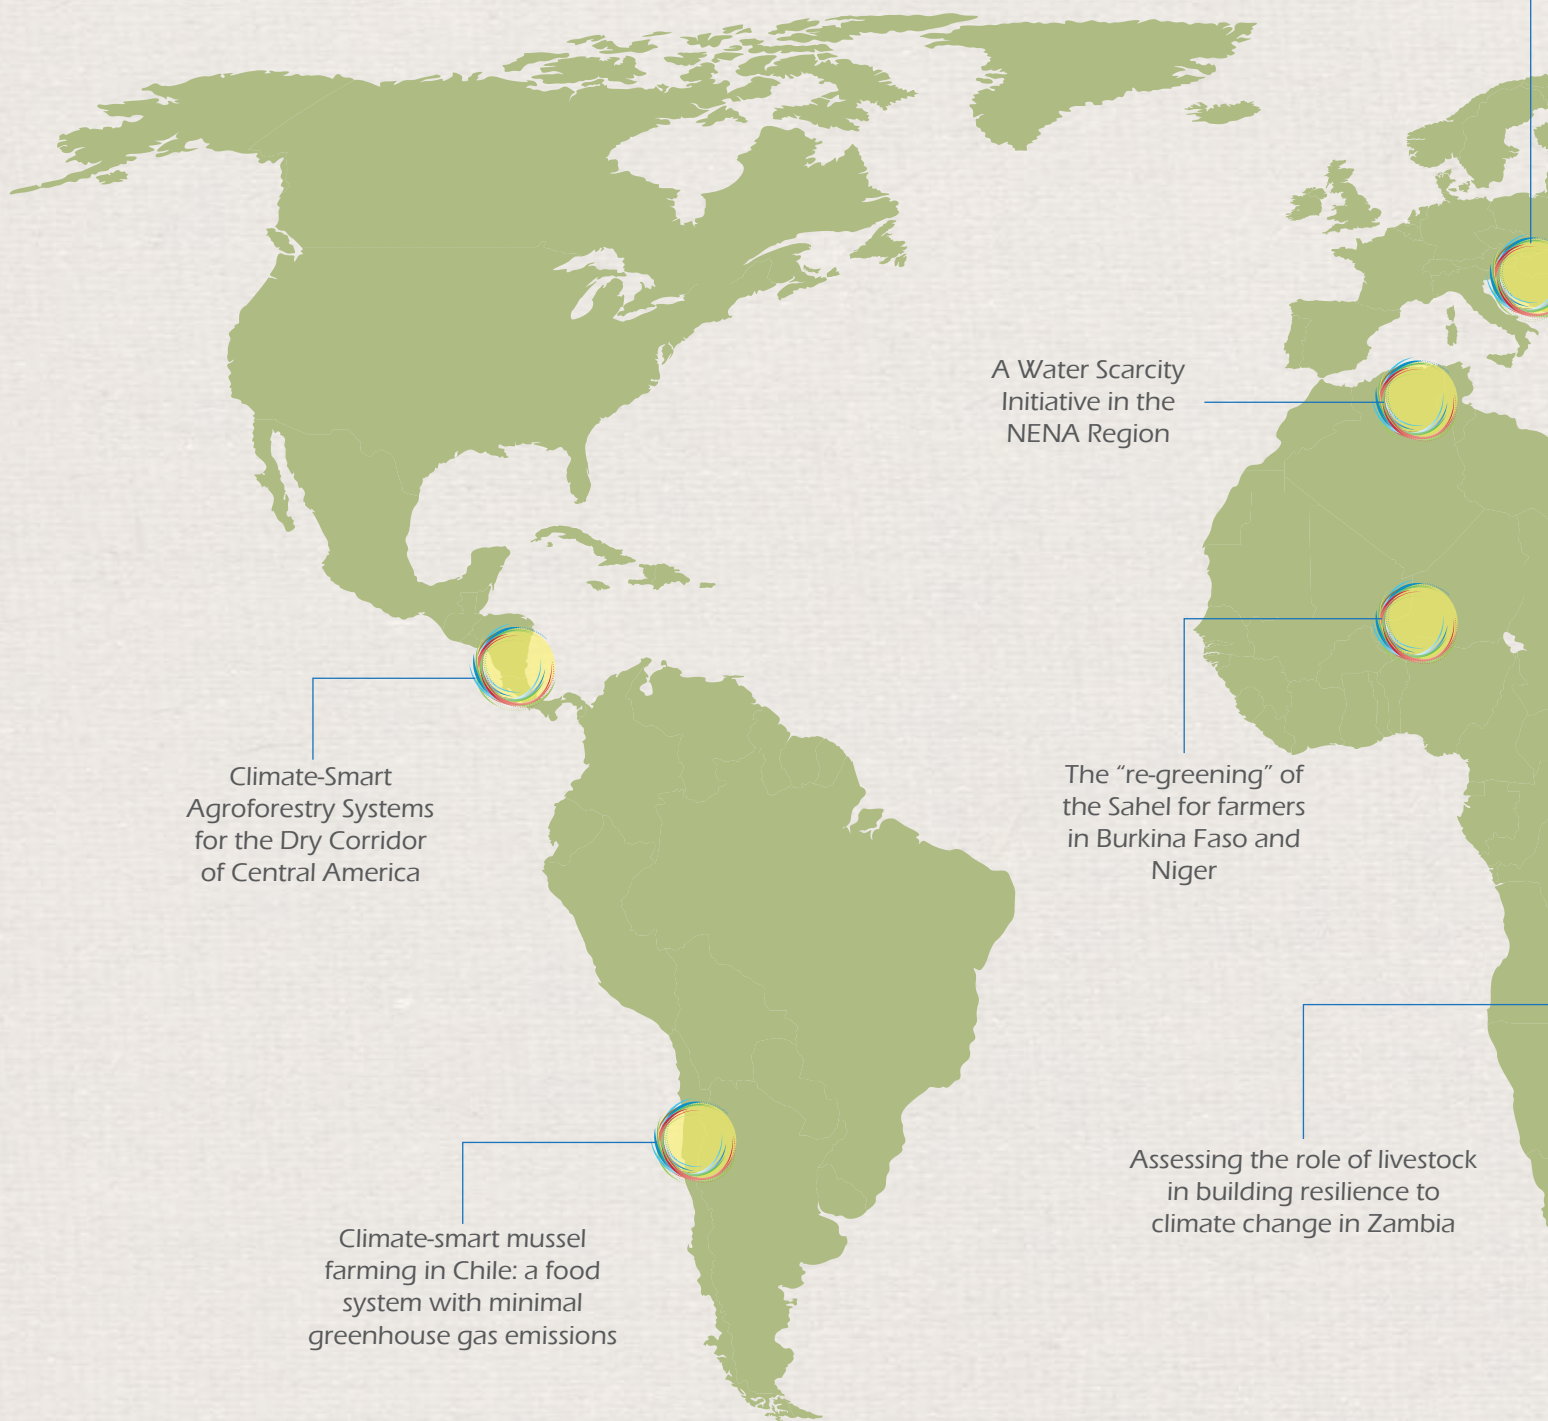 A Water Scarcity
Initiative in the
NENA Region
Climate-Smart
Agroforestry Systems
for the Dry Corridor
of Central America
The “re-greening” of
the Sahel for farmers
in Burkina Faso and
Niger
Assessing the role of livestock
in building resilience to
climate change in Zambia
Climate-smart mussel
farming in Chile: a food
system with minimal
greenhouse gas emissions